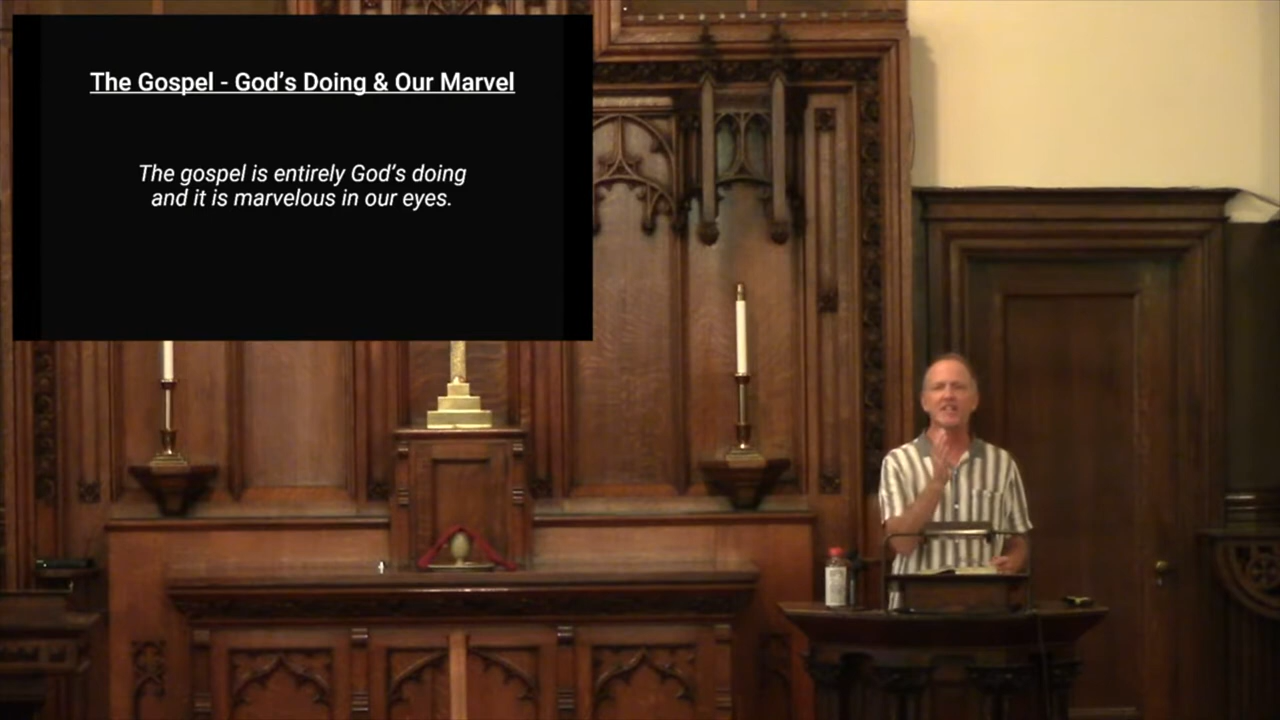 The Gospel - God's Doing & Our Marvel
The gospel is entirely God's doing
and it is marvelous in our eyes.